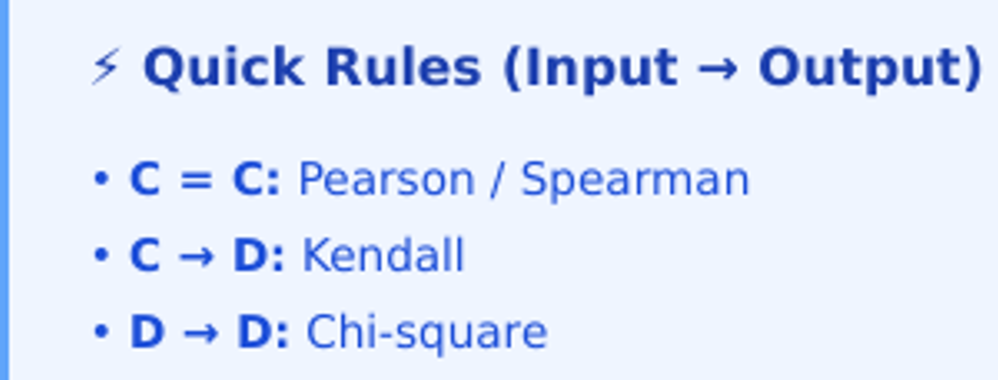 ⚡ Quick Rules (Input → Output)
• C = C: Pearson / Spearman
• C → D: Kendall
• D → D: Chi-square